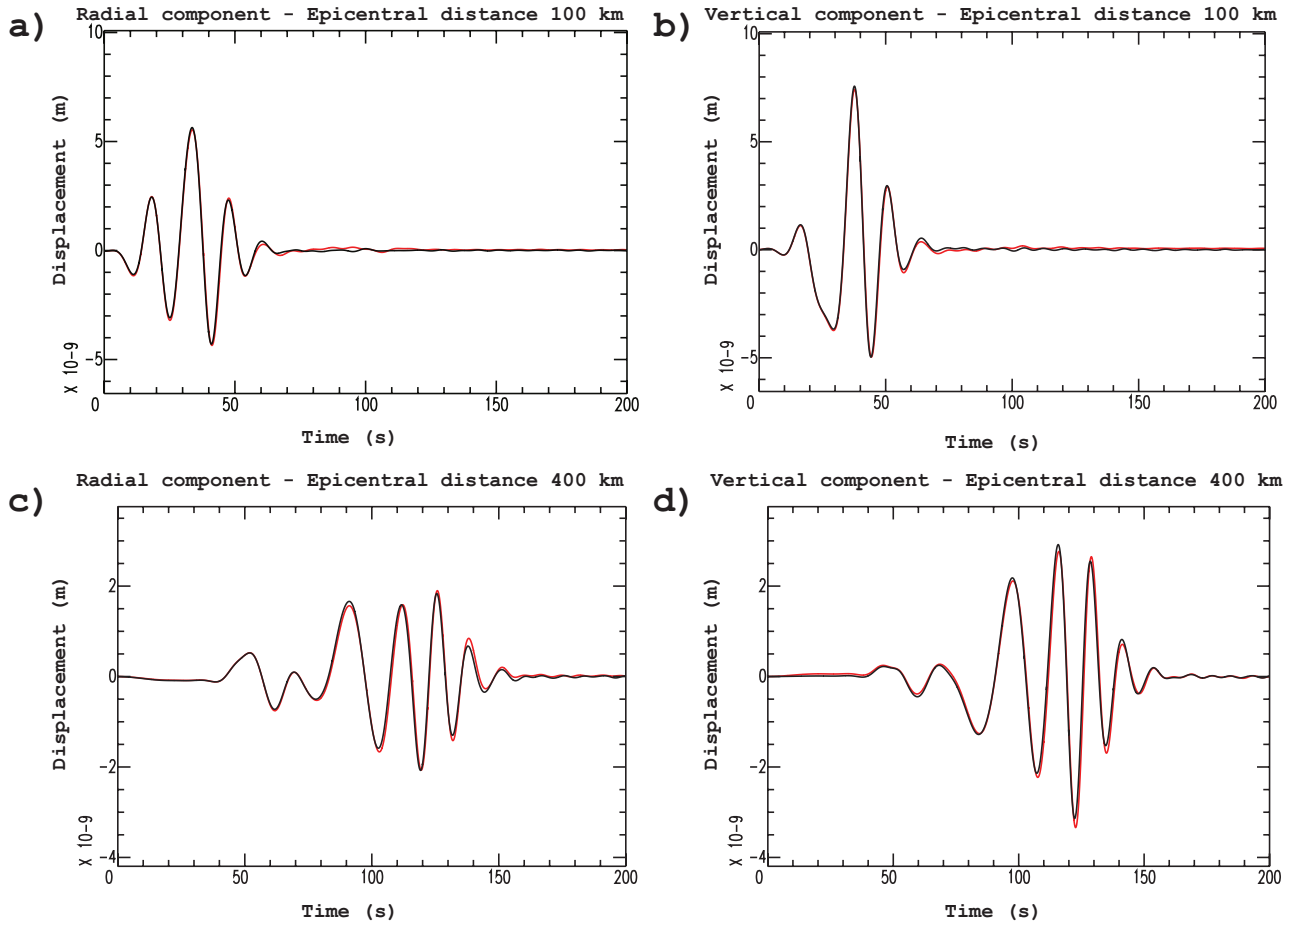 a)
Radial component - Epicentral distance 100 km
10
5
0
-5
Displacement (m)
X 10-9
0
50
100
150
200
Time (s)
b)
Vertical component - Epicentral distance 100 km
10
5
0
-5
Displacement (m)
X 10-9
0
50
100
150
200
Time (s)
c)
Radial component - Epicentral distance 400 km
2
0
-2
-4
Displacement (m)
X 10-9
0
50
100
150
200
Time (s)
d)
Vertical component - Epicentral distance 400 km
2
0
-2
-4
Displacement (m)
X 10-9
0
50
100
150
200
Time (s)